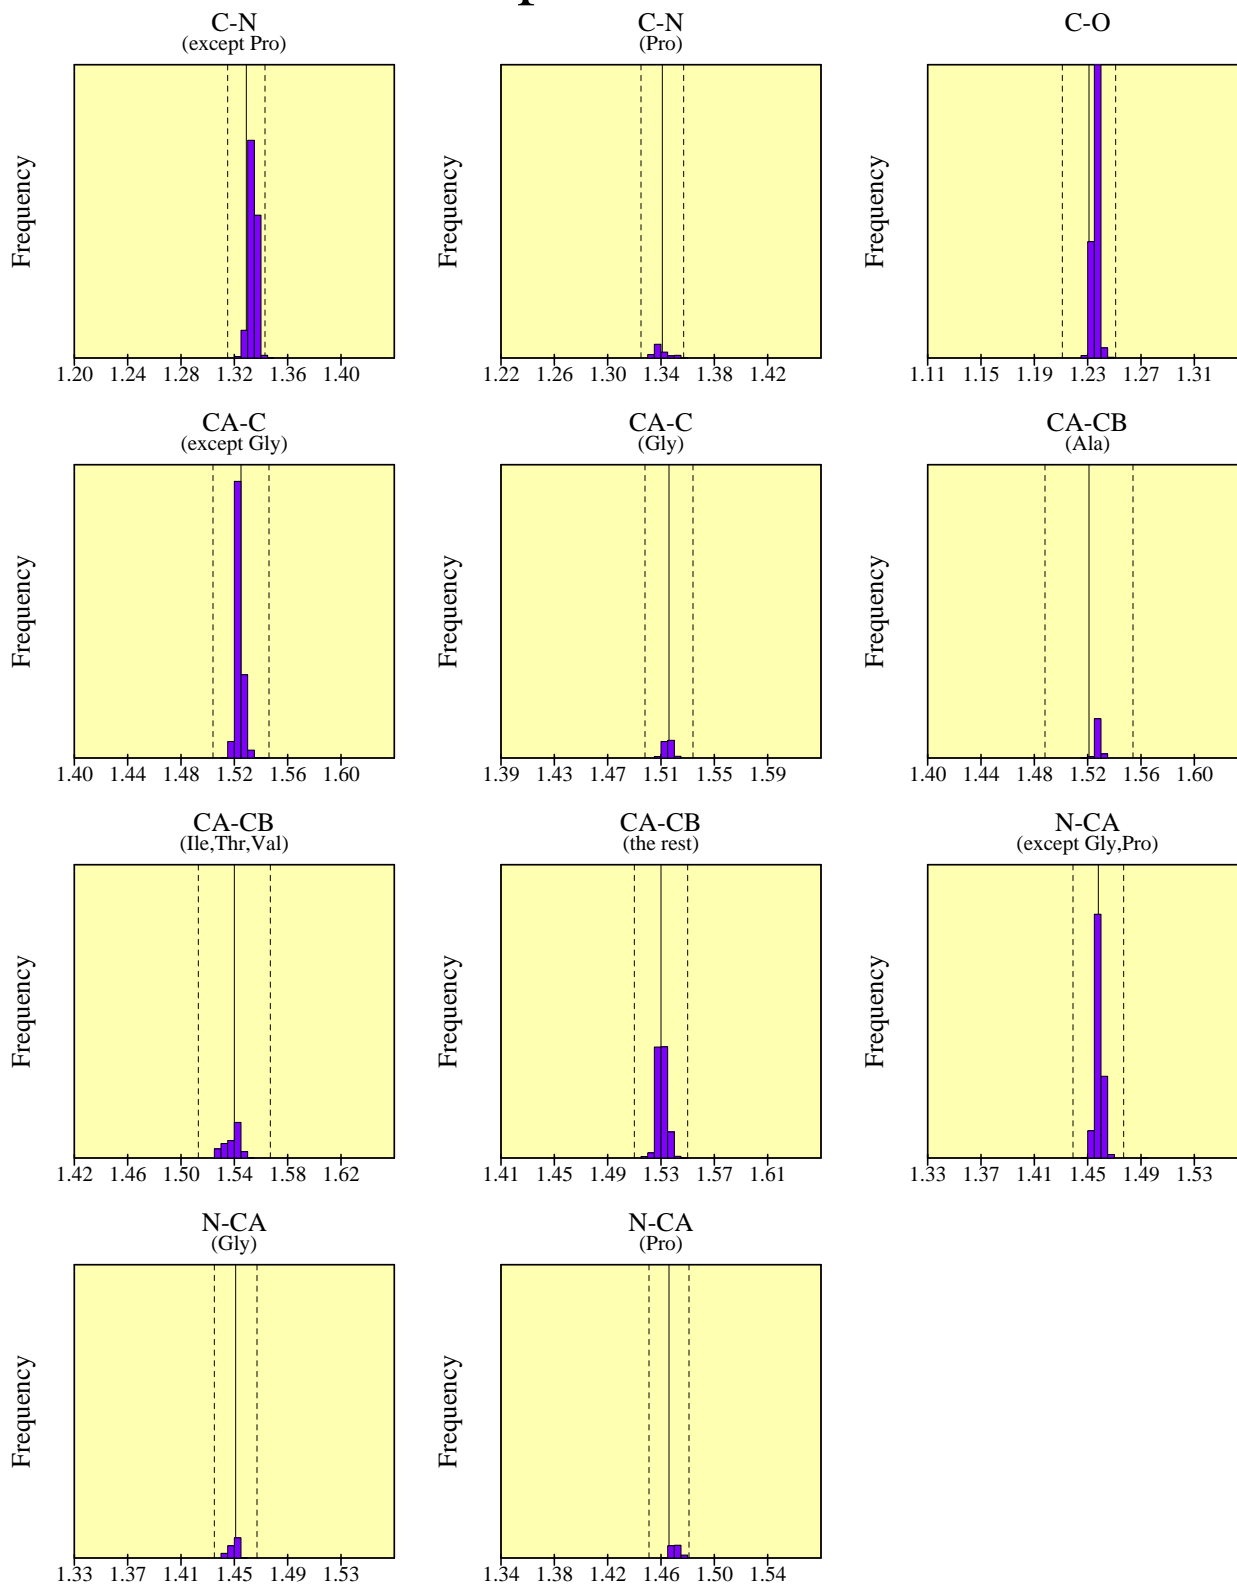 C-N
(except Pro)
Frequency
1.20 1.24 1.28 1.32 1.36 1.40
C-N
(Pro)
Frequency
1.22 1.26 1.30 1.34 1.38 1.42
C-O
Frequency
1.11 1.15 1.19 1.23 1.27 1.31
CA-C
(except Gly)
Frequency
1.40 1.44 1.48 1.52 1.56 1.60
CA-C
(Gly)
Frequency
1.39 1.43 1.47 1.51 1.55 1.59
CA-CB
(Ala)
Frequency
1.40 1.44 1.48 1.52 1.56 1.60
CA-CB
(Ile,Thr,Val)
Frequency
1.42 1.46 1.50 1.54 1.58 1.62
CA-CB
(the rest)
Frequency
1.41 1.45 1.49 1.53 1.57 1.61
N-CA
(except Gly,Pro)
Frequency
1.33 1.37 1.41 1.45 1.49 1.53
N-CA
(Gly)
Frequency
1.33 1.37 1.41 1.45 1.49 1.53
N-CA
(Pro)
Frequency
1.34 1.38 1.42 1.46 1.50 1.54